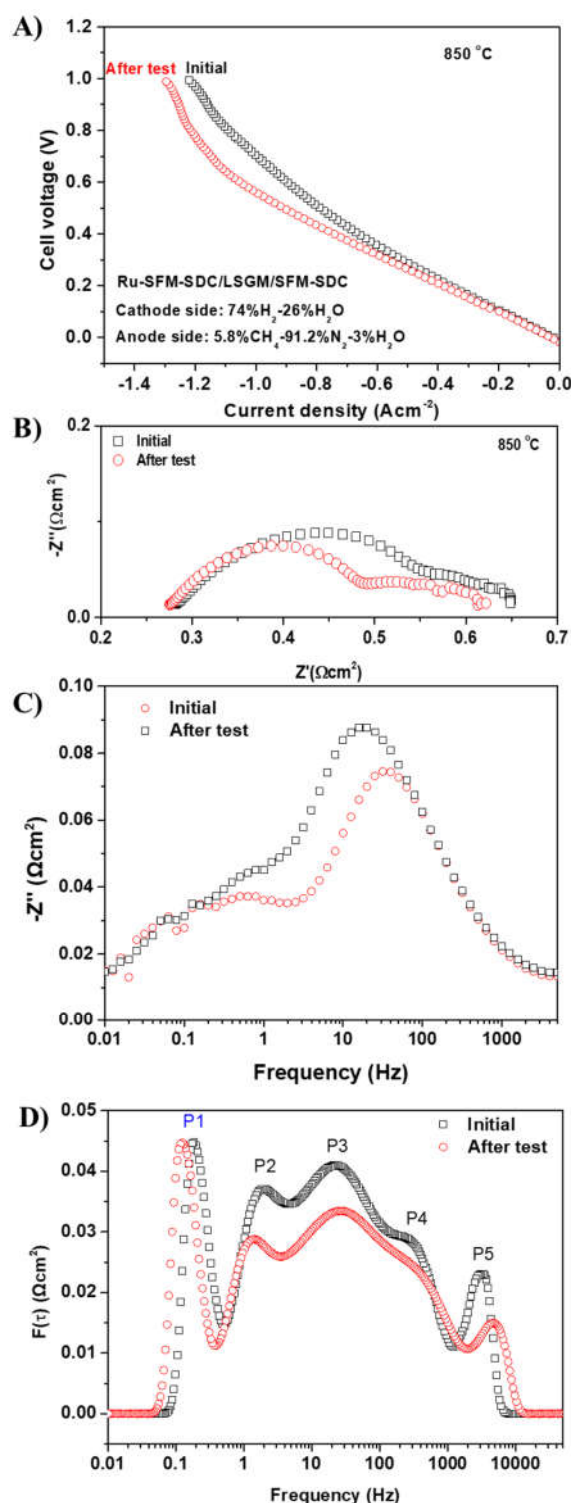 A)
850 °C
After test Initial
1.0
0.8
0.6
0.4
0.2
0.0
Cell voltage (V)
Ru-SFM-SDC/LSGM/SFM-SDC
Cathode side: 74%H₂-26%H₂O
Anode side: 5.8%CH₄-91.2%N₂-3%H₂O
-1.4 -1.2 -1.0 -0.8 -0.6 -0.4 -0.2 0.0
Current density (Acm⁻²)
B)
0.2
0.0
-Z''(Ωcm²)
Initial
After test
850 °C
0.2 0.3 0.4 0.5 0.6 0.7
Z'(Ωcm²)
C)
0.10
0.08
0.06
0.04
0.02
0.00
-Z'' (Ωcm²)
Initial
After test
0.01 0.1 1 10 100 1000
Frequency (Hz)
D)
0.05
0.04
0.03
0.02
0.01
0.00
F(τ) (Ωcm²)
P1
P2
P3
P4
P5
Initial
After test
0.01 0.1 1 10 100 1000 10000
Frequency (Hz)